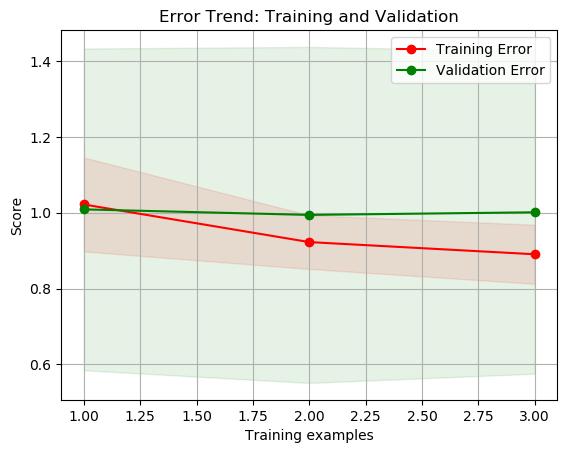 Error Trend: Training and Validation
Training Error
Validation Error
Score
1.4
1.2
1.0
0.8
0.6
1.00 1.25 1.50 1.75 2.00 2.25 2.50 2.75 3.00
Training examples